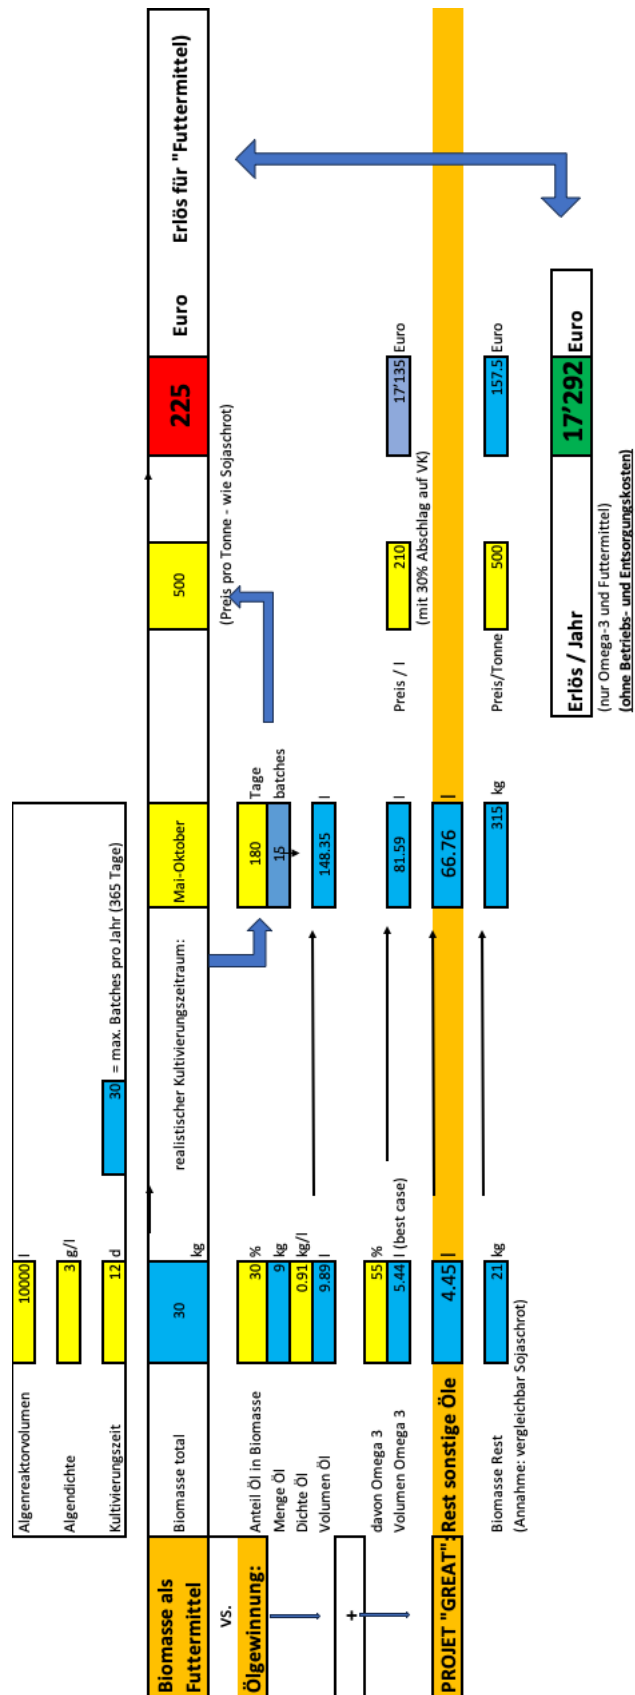 Algenreaktorvolumen 10000 l
Algendichte 3 g/l
Kultivierungszeit 12 d 30 = max. Batches pro Jahr (365 Tage)
Biomasse als Futtermittel Biomasse total 30 kg realistischer Kultivierungszeitraum: Mai-Oktober 500 225 Euro Erlös für "Futtermittel"
(Preis pro Tonne - wie Sojaschrot)
vs.
Ölgewinnung: Anteil Öl in Biomasse 30 % 180 Tage
Menge Öl 9 kg 15 batches
Dichte Öl 0.91 kg/l
Volumen Öl 9.89 l 148.35 l
+
davon Omega 3 55 %
Volumen Omega 3 5.44 l (best case) 81.59 l Preis / l 210 17'135 Euro
(mit 30% Abschlag auf VK)
PROJET "GREAT": Rest sonstige Öle 4.45 l 66.76 l
Biomasse Rest 21 kg 315 kg Preis/Tonne 500 157.5 Euro
(Annahme: vergleichbar Sojaschrot)
Erlös / Jahr 17'292 Euro
(nur Omega-3 und Futtermittel)
(ohne Betriebs- und Entsorgungskosten)